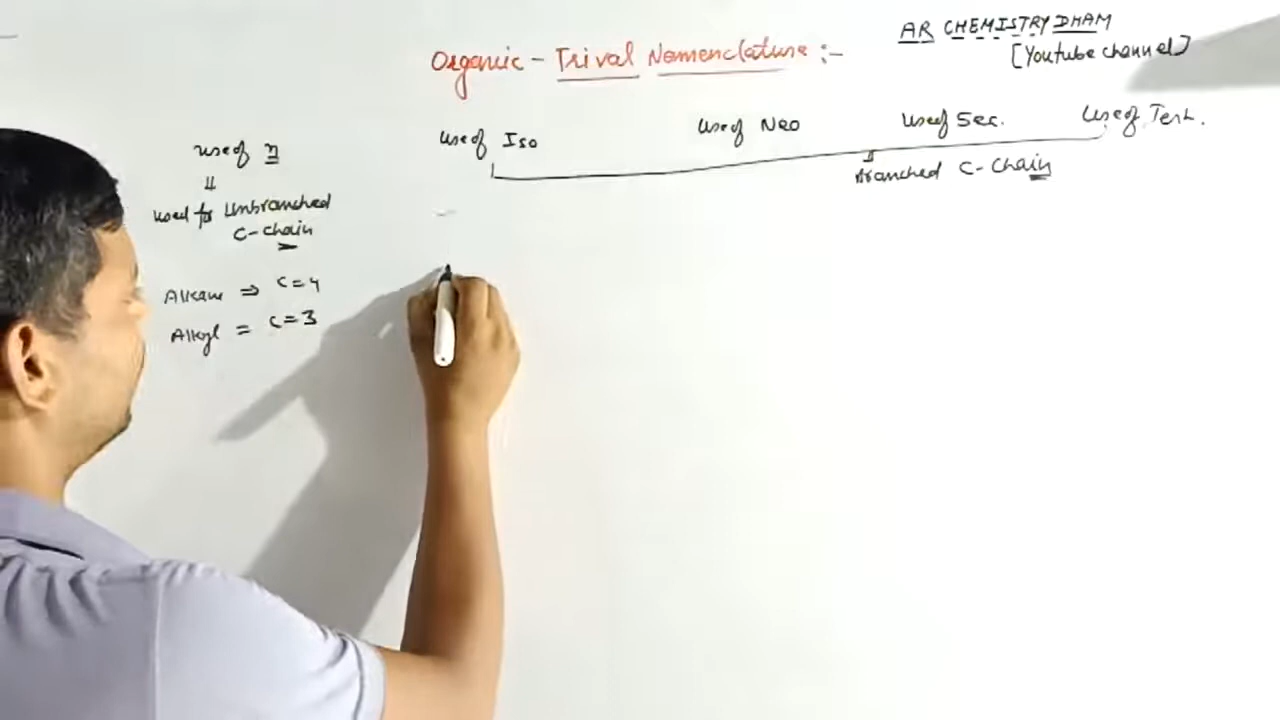 AR CHEMISTRY DHAM
[Youtube channel]
Organic - Trival Nomenclature :-
use of n
⇓
used for Unbranched
C-chain
Alkane ⇒ C=4
Alkyl = C=3
use of Iso
use of Neo
use of Sec.
use of Tert.
Branched C-chain